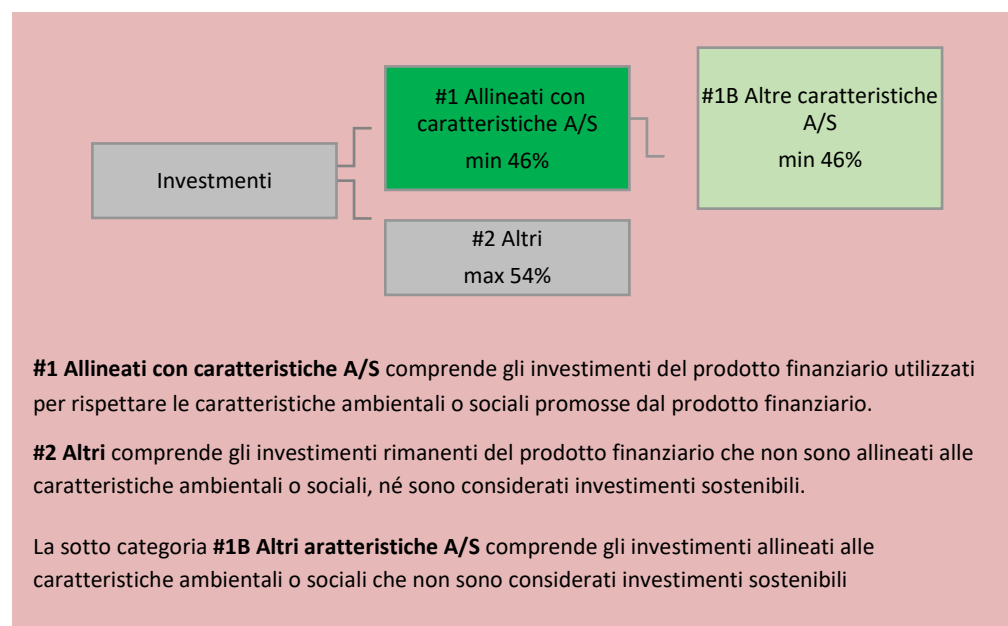 #1 Allineati con
caratteristiche A/S
min 46%
#1B Altre caratteristiche
A/S
min 46%
Investmenti
#2 Altri
max 54%
#1 Allineati con caratteristiche A/S comprende gli investimenti del prodotto finanziario utilizzati
per rispettare le caratteristiche ambientali o sociali promosse dal prodotto finanziario.
#2 Altri comprende gli investimenti rimanenti del prodotto finanziario che non sono allineati alle
caratteristiche ambientali o sociali, né sono considerati investimenti sostenibili.
La sotto categoria #1B Altri aratteristiche A/S comprende gli investimenti allineati alle
caratteristiche ambientali o sociali che non sono considerati investimenti sostenibili